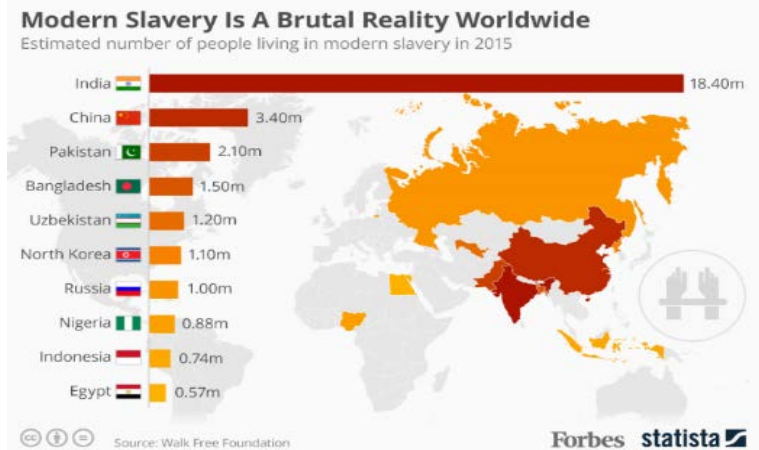 Modern Slavery Is A Brutal Reality Worldwide
Estimated number of people living in modern slavery in 2015
India 18.40m
China 3.40m
Pakistan 2.10m
Bangladesh 1.50m
Uzbekistan 1.20m
North Korea 1.10m
Russia 1.00m
Nigeria 0.88m
Indonesia 0.74m
Egypt 0.57m
cc Source: Walk Free Foundation Forbes statista